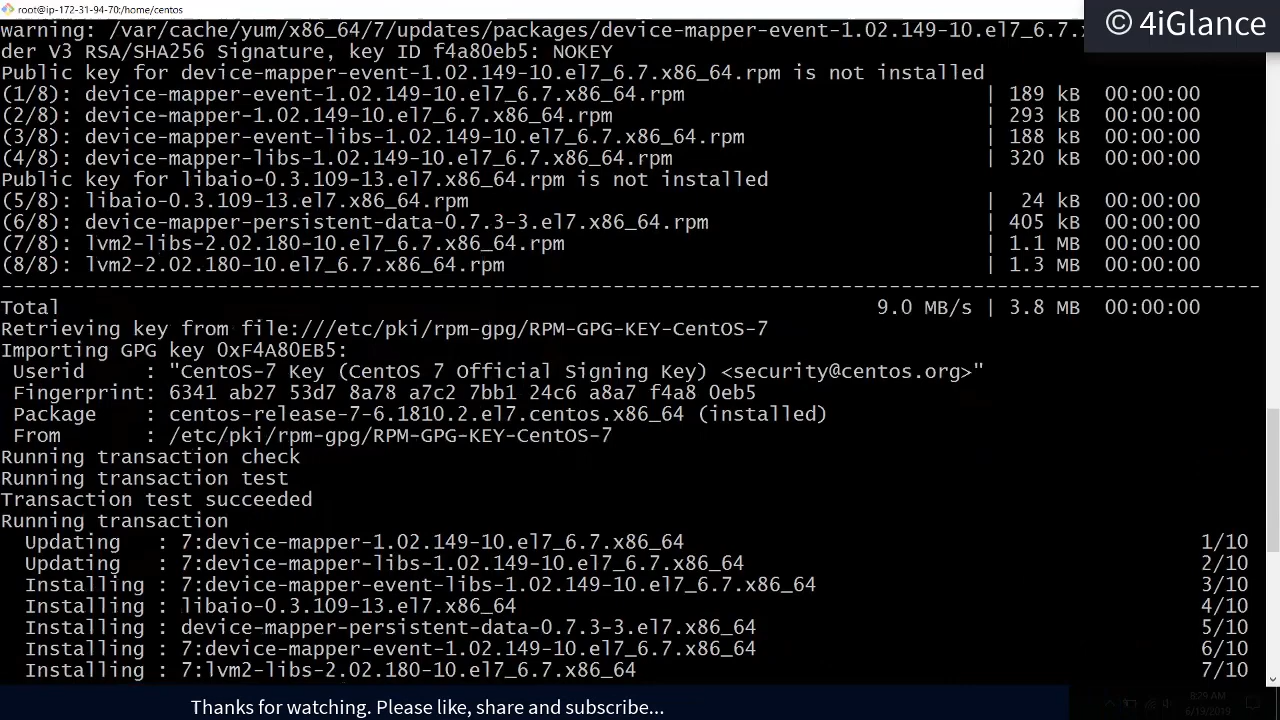 root@ip-172-31-94-70:/home/centos
© 4iGlance
warning: /var/cache/yum/x86_64/7/updates/packages/device-mapper-event-1.02.149-10.el7_6.7.x
der V3 RSA/SHA256 Signature, key ID f4a80eb5: NOKEY
Public key for device-mapper-event-1.02.149-10.el7_6.7.x86_64.rpm is not installed
(1/8): device-mapper-event-1.02.149-10.el7_6.7.x86_64.rpm | 189 kB 00:00:00
(2/8): device-mapper-1.02.149-10.el7_6.7.x86_64.rpm | 293 kB 00:00:00
(3/8): device-mapper-event-libs-1.02.149-10.el7_6.7.x86_64.rpm | 188 kB 00:00:00
(4/8): device-mapper-libs-1.02.149-10.el7_6.7.x86_64.rpm | 320 kB 00:00:00
Public key for libaio-0.3.109-13.el7.x86_64.rpm is not installed
(5/8): libaio-0.3.109-13.el7.x86_64.rpm | 24 kB 00:00:00
(6/8): device-mapper-persistent-data-0.7.3-3.el7.x86_64.rpm | 405 kB 00:00:00
(7/8): lvm2-libs-2.02.180-10.el7_6.7.x86_64.rpm | 1.1 MB 00:00:00
(8/8): lvm2-2.02.180-10.el7_6.7.x86_64.rpm | 1.3 MB 00:00:00
---------------------------------------------------------------------------------------------------------
Total 9.0 MB/s | 3.8 MB 00:00:00
Retrieving key from file:///etc/pki/rpm-gpg/RPM-GPG-KEY-CentOS-7
Importing GPG key 0xF4A80EB5:
Userid : "CentOS-7 Key (CentOS 7 Official Signing Key) <security@centos.org>"
Fingerprint: 6341 ab27 53d7 8a78 a7c2 7bb1 24c6 a8a7 f4a8 0eb5
Package : centos-release-7-6.1810.2.el7.centos.x86_64 (installed)
From : /etc/pki/rpm-gpg/RPM-GPG-KEY-CentOS-7
Running transaction check
Running transaction test
Transaction test succeeded
Running transaction
Updating : 7:device-mapper-1.02.149-10.el7_6.7.x86_64 1/10
Updating : 7:device-mapper-libs-1.02.149-10.el7_6.7.x86_64 2/10
Installing : 7:device-mapper-event-libs-1.02.149-10.el7_6.7.x86_64 3/10
Installing : libaio-0.3.109-13.el7.x86_64 4/10
Installing : device-mapper-persistent-data-0.7.3-3.el7.x86_64 5/10
Installing : 7:device-mapper-event-1.02.149-10.el7_6.7.x86_64 6/10
Installing : 7:lvm2-libs-2.02.180-10.el7_6.7.x86_64 7/10
Thanks for watching. Please like, share and subscribe...
8:29 AM
6/19/2019